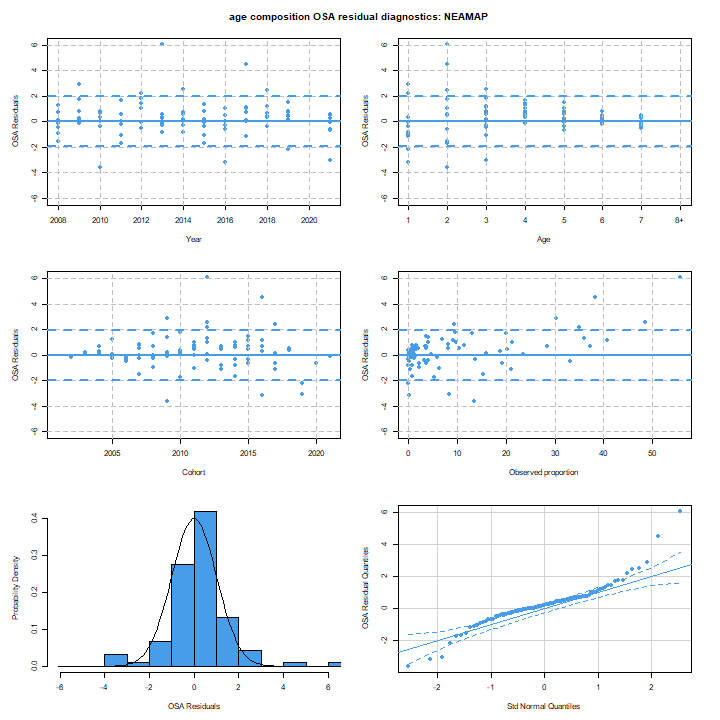 age composition OSA residual diagnostics: NEAMAP
OSA Residuals
6
4
2
0
-2
-4
-6
2008 2010 2012 2014 2016 2018 2020
Year
OSA Residuals
6
4
2
0
-2
-4
-6
1 2 3 4 5 6 7 8+
Age
OSA Residuals
6
4
2
0
-2
-4
-6
2005 2010 2015 2020
Cohort
OSA Residuals
6
4
2
0
-2
-4
-6
0 10 20 30 40 50
Observed proportion
Probability Density
0.4
0.3
0.2
0.1
0.0
-6 -4 -2 0 2 4 6
OSA Residuals
OSA Residual Quantiles
6
4
2
0
-2
-2 -1 0 1 2
Std Normal Quantiles